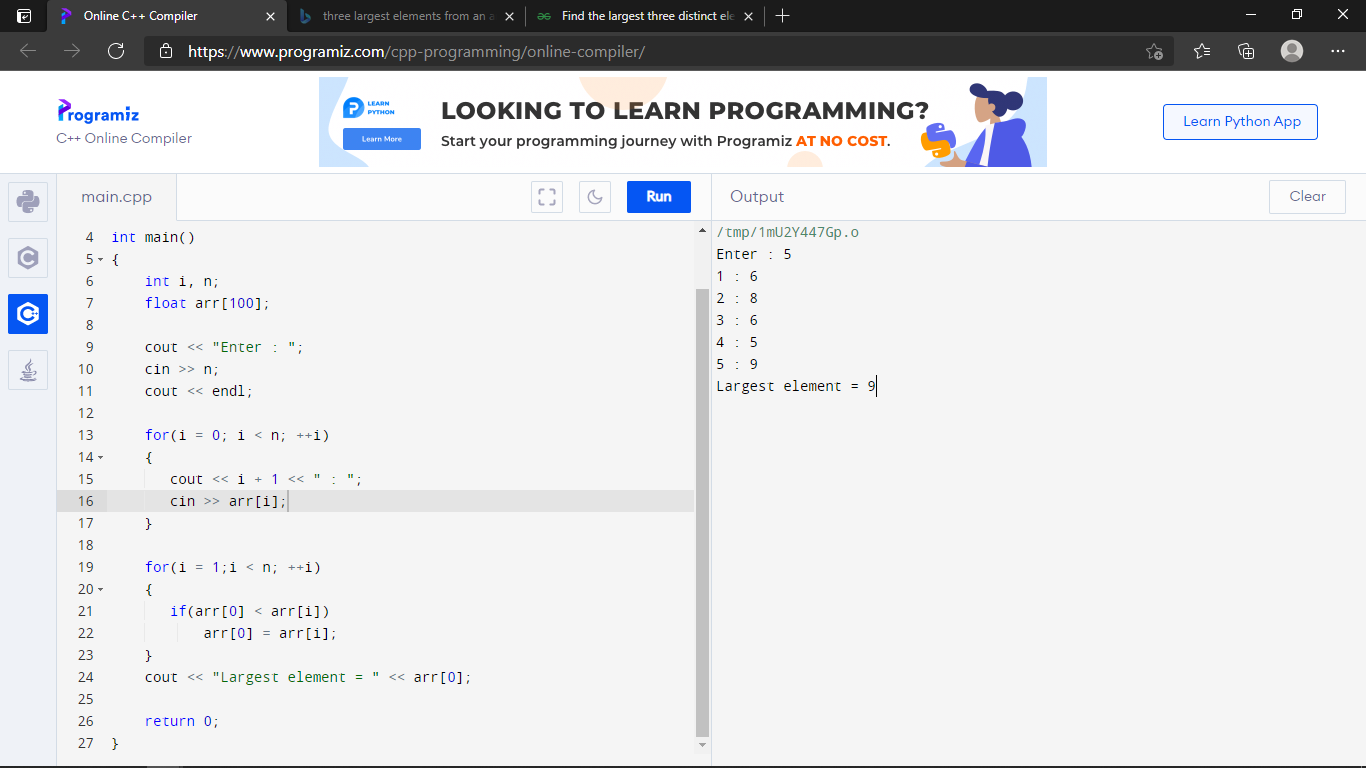 Online C++ Compiler
three largest elements from an a
Find the largest three distinct ele
https://www.programiz.com/cpp-programming/online-compiler/
Programiz
C++ Online Compiler
LEARN
PYTHON
Learn More
LOOKING TO LEARN PROGRAMMING?
Start your programming journey with Programiz AT NO COST.
Learn Python App
main.cpp
Run
Output
Clear
4 int main()
5 {
6 int i, n;
7 float arr[100];
8
9 cout << "Enter : ";
10 cin >> n;
11 cout << endl;
12
13 for(i = 0; i < n; ++i)
14 {
15 cout << i + 1 << " : ";
16 cin >> arr[i];
17 }
18
19 for(i = 1;i < n; ++i)
20 {
21 if(arr[0] < arr[i])
22 arr[0] = arr[i];
23 }
24 cout << "Largest element = " << arr[0];
25
26 return 0;
27 }
/tmp/1mU2Y447Gp.o
Enter : 5
1 : 6
2 : 8
3 : 6
4 : 5
5 : 9
Largest element = 9